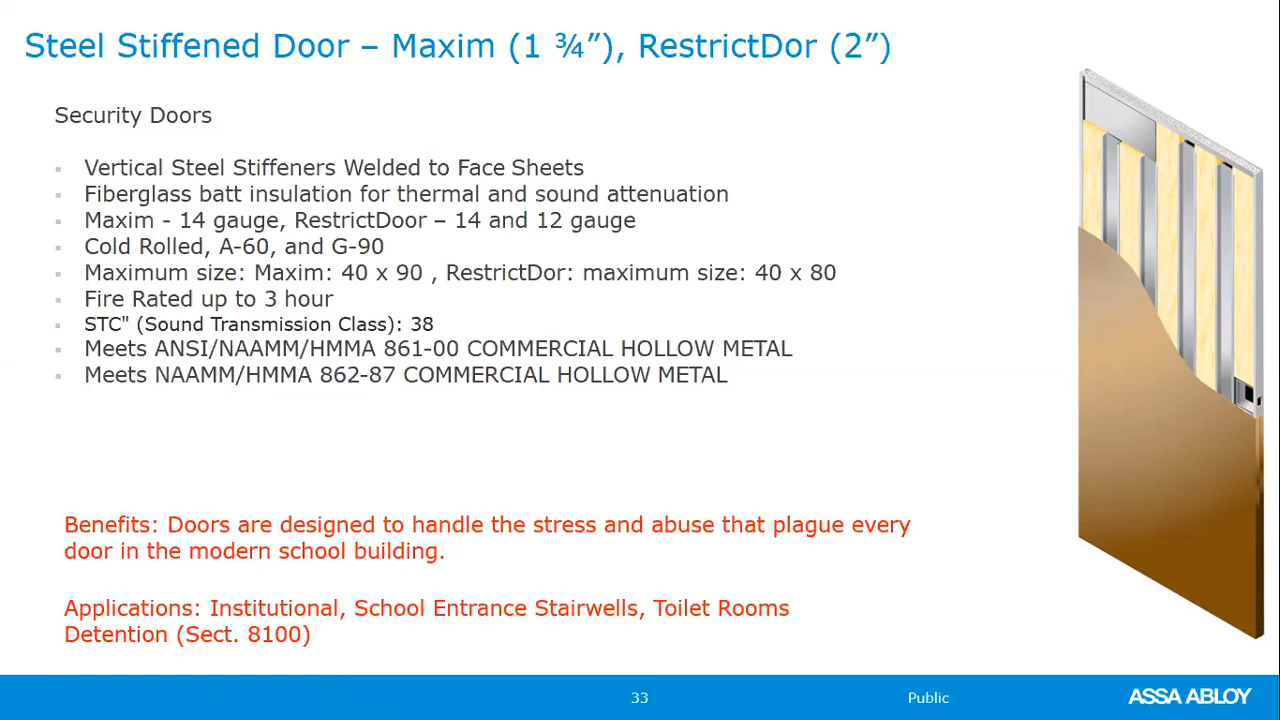 Steel Stiffened Door – Maxim (1 ¾”), RestrictDor (2”)
Security Doors
▪ Vertical Steel Stiffeners Welded to Face Sheets
▪ Fiberglass batt insulation for thermal and sound attenuation
▪ Maxim - 14 gauge, RestrictDoor – 14 and 12 gauge
▪ Cold Rolled, A-60, and G-90
▪ Maximum size: Maxim: 40 x 90 , RestrictDor: maximum size: 40 x 80
▪ Fire Rated up to 3 hour
▪ STC" (Sound Transmission Class): 38
▪ Meets ANSI/NAAMM/HMMA 861-00 COMMERCIAL HOLLOW METAL
▪ Meets NAAMM/HMMA 862-87 COMMERCIAL HOLLOW METAL
Benefits: Doors are designed to handle the stress and abuse that plague every
door in the modern school building.
Applications: Institutional, School Entrance Stairwells, Toilet Rooms
Detention (Sect. 8100)
33
Public
ASSA ABLOY